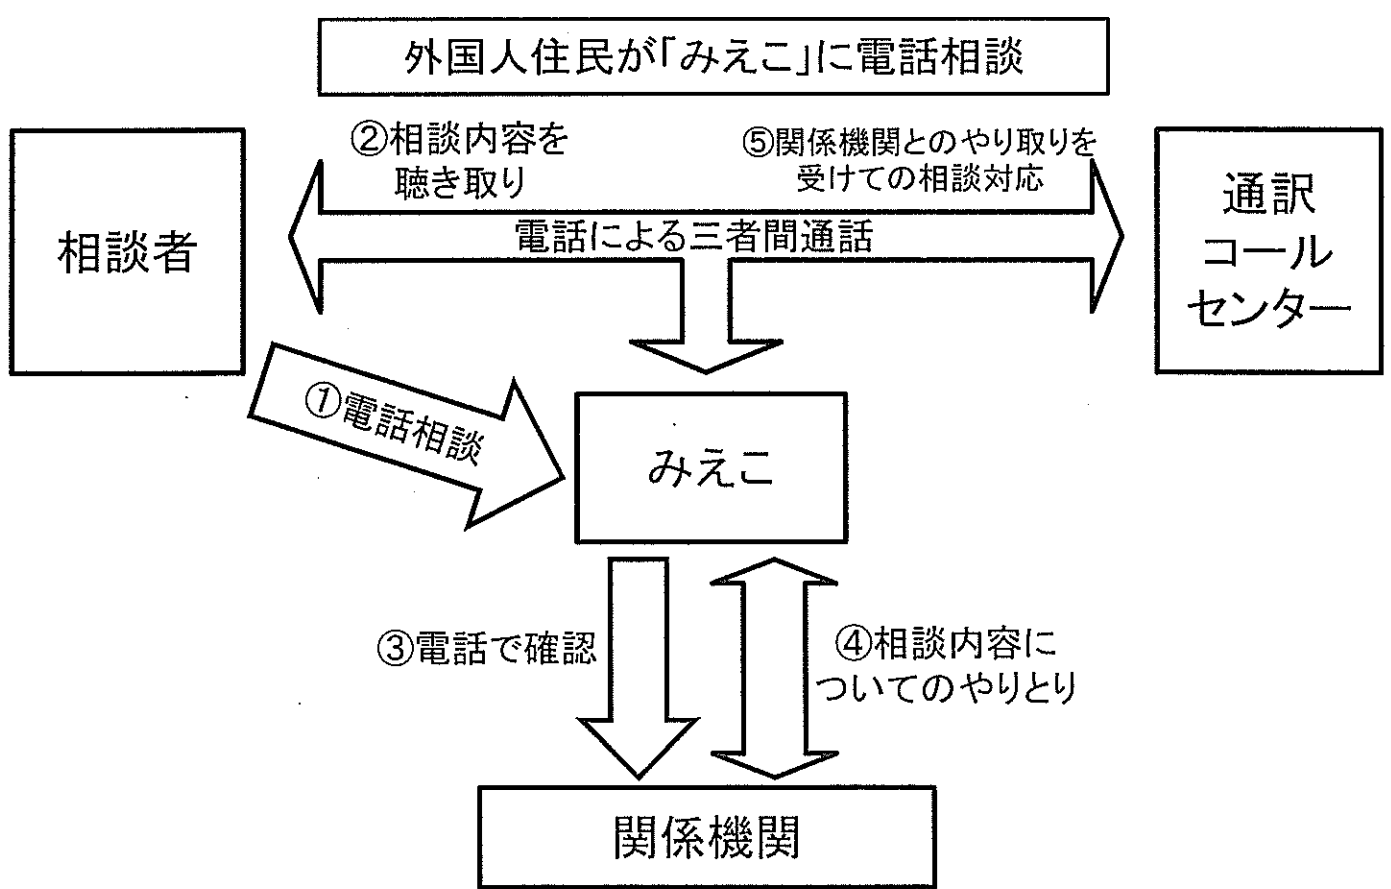 外国人住民が「みえこ」に電話相談
②相談内容を
聴き取り
⑤関係機関とのやり取りを
受けての相談対応
相談者
電話による三者間通話
通訳
コール
センター
①電話相談
みえこ
③電話で確認
④相談内容に
ついてのやりとり
関係機関